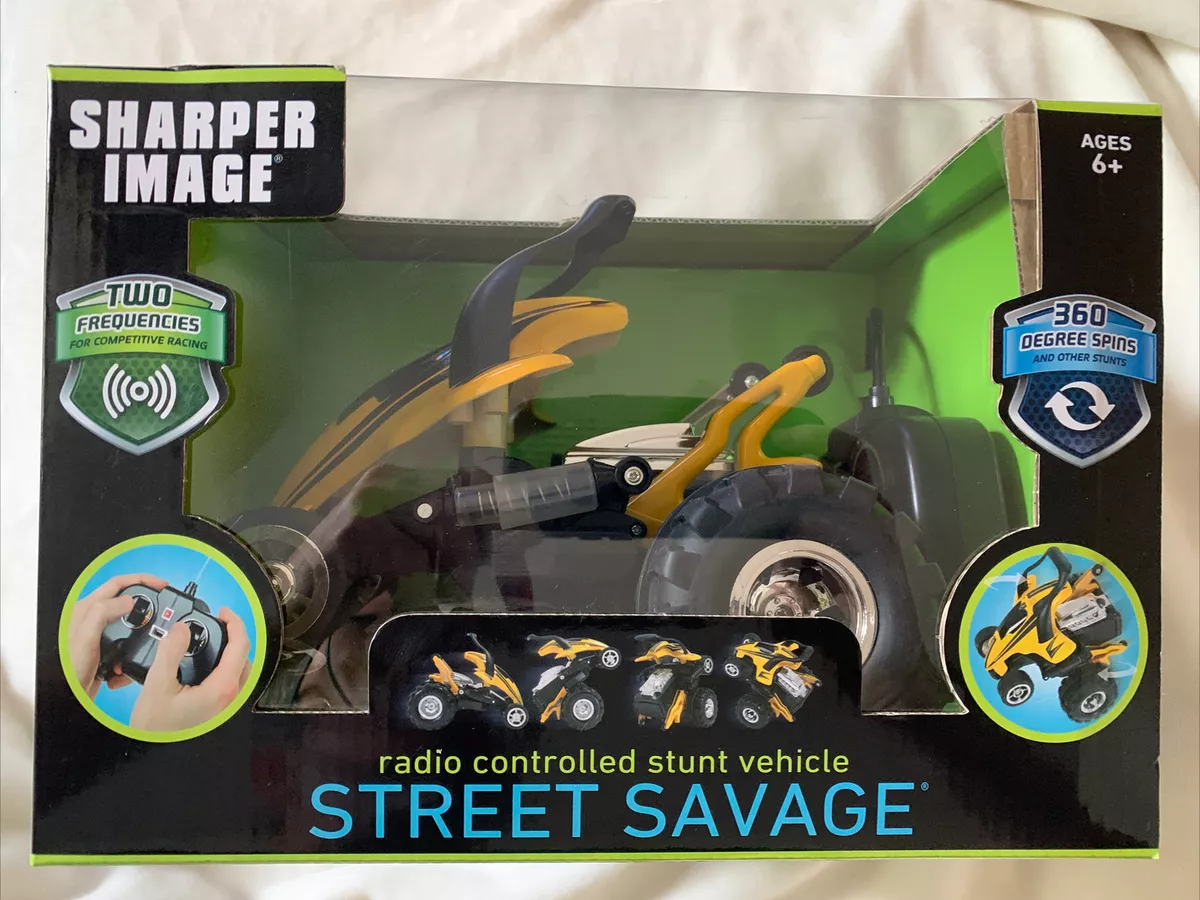 SHARPER
IMAGE®
AGES
6+
TWO
FREQUENCIES
FOR COMPETITIVE RACING
360
DEGREE SPINS
AND OTHER STUNTS
radio controlled stunt vehicle
STREET SAVAGE®